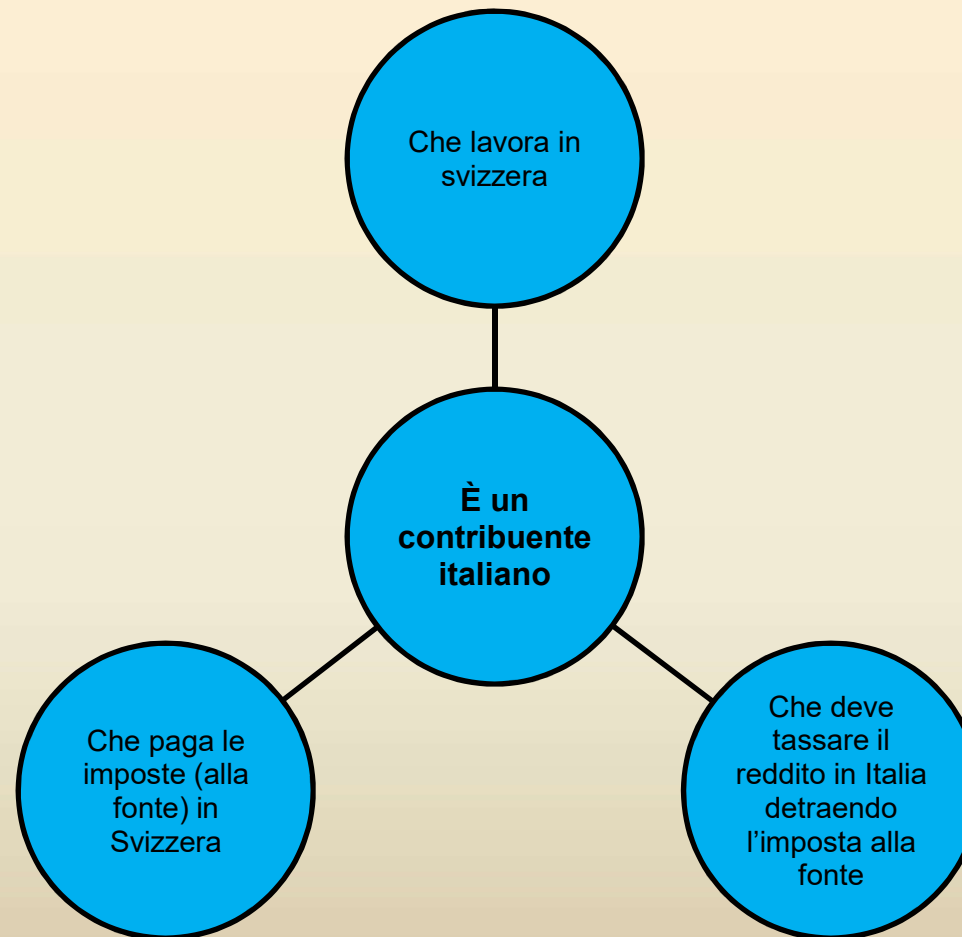 Che lavora in
svizzera
È un
contribuente
italiano
Che paga le
imposte (alla
fonte) in
Svizzera
Che deve
tassare il
reddito in Italia
detraendo
l’imposta alla
fonte